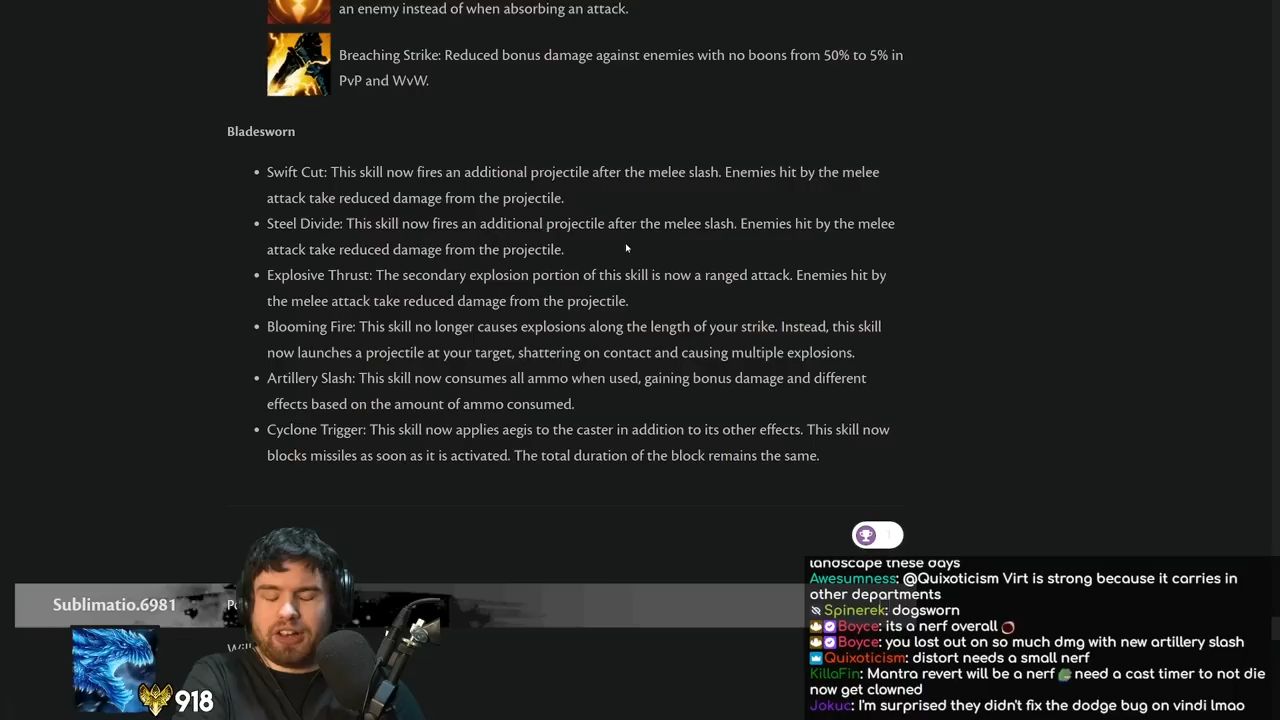 an enemy instead of when absorbing an attack.
Breaching Strike: Reduced bonus damage against enemies with no boons from 50% to 5% in
PvP and WvW.
Bladesworn
• Swift Cut: This skill now fires an additional projectile after the melee slash. Enemies hit by the melee
attack take reduced damage from the projectile.
• Steel Divide: This skill now fires an additional projectile after the melee slash. Enemies hit by the melee
attack take reduced damage from the projectile.
• Explosive Thrust: The secondary explosion portion of this skill is now a ranged attack. Enemies hit by
the melee attack take reduced damage from the projectile.
• Blooming Fire: This skill no longer causes explosions along the length of your strike. Instead, this skill
now launches a projectile at your target, shattering on contact and causing multiple explosions.
• Artillery Slash: This skill now consumes all ammo when used, gaining bonus damage and different
effects based on the amount of ammo consumed.
• Cyclone Trigger: This skill now applies aegis to the caster in addition to its other effects. This skill now
blocks missiles as soon as it is activated. The total duration of the block remains the same.
1
Sublimatio.6981
918
landscape these days
Awesumness: @Quixoticism Virt is strong because it carries in
other departments
Spinerek: dogsworn
Boyce: its a nerf overall
Boyce: you lost out on so much dmg with new artillery slash
Quixoticism: distort needs a small nerf
KillaFin: Mantra revert will be a nerf need a cast timer to not die
now get clowned
Jokuc: I'm surprised they didn't fix the dodge bug on vindi lmao